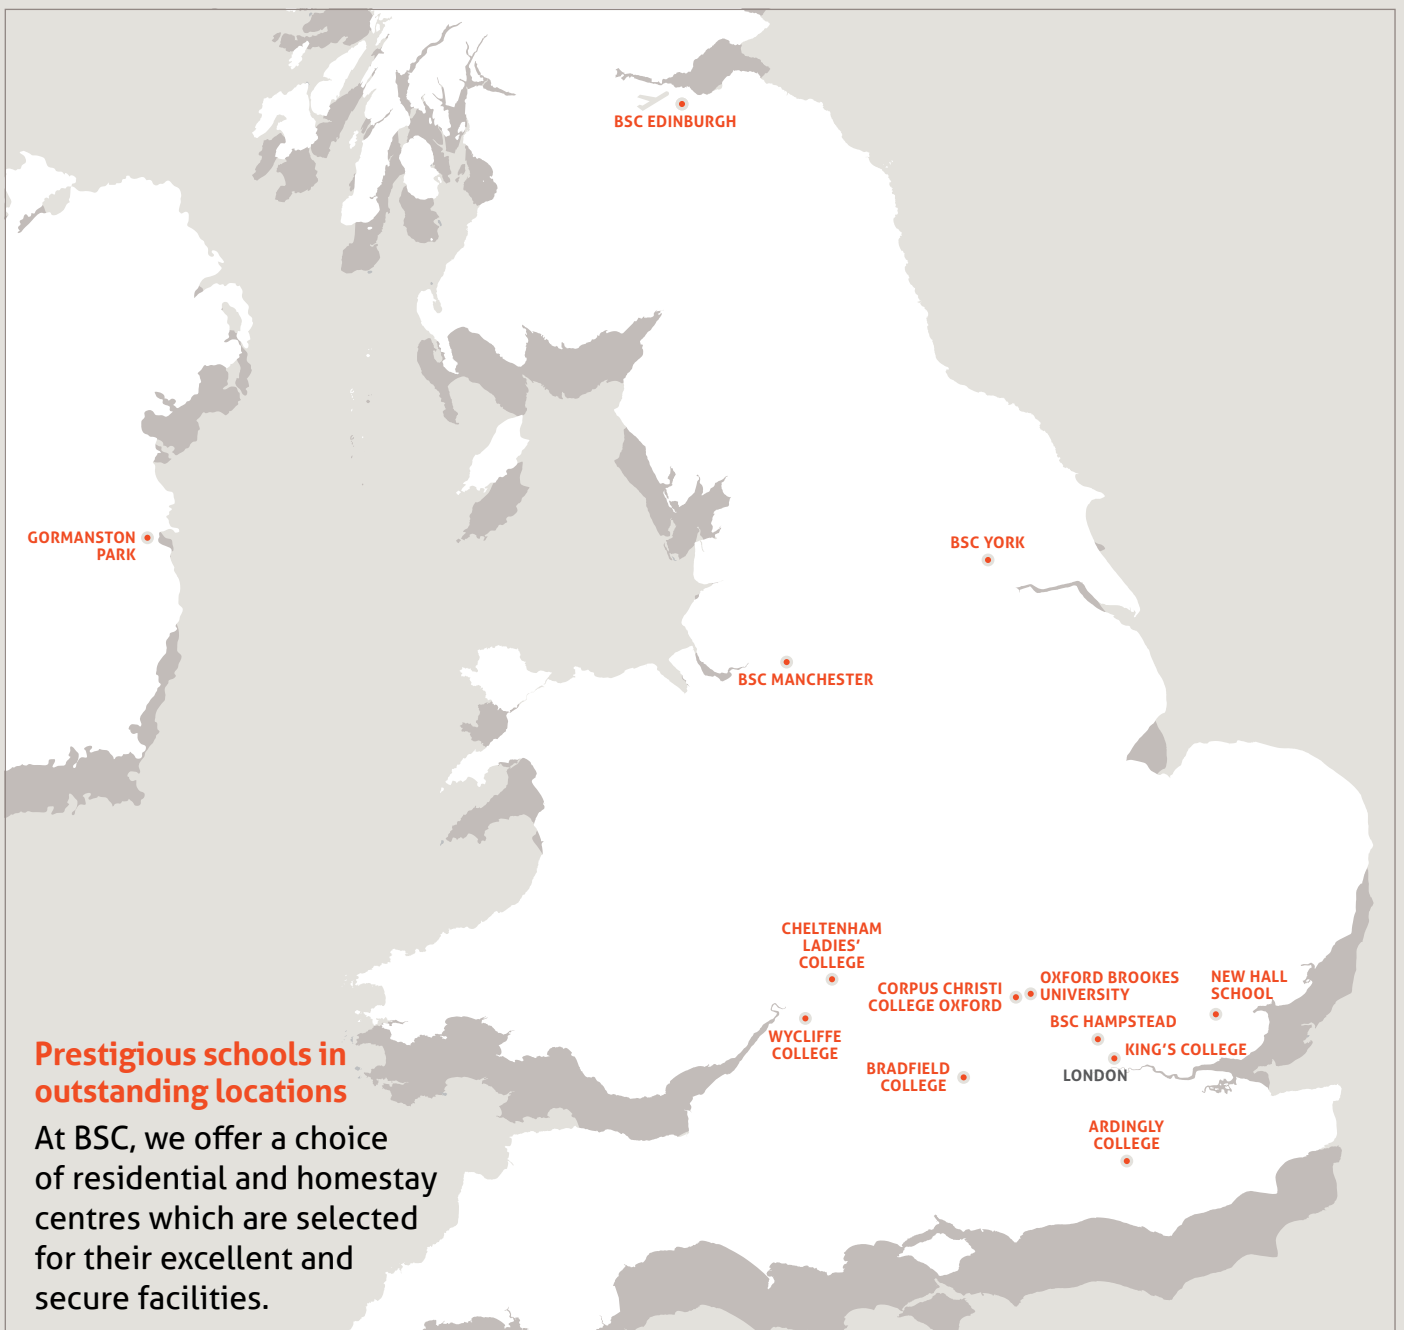 BSC EDINBURGH
GORMANSTON
PARK
BSC YORK
BSC MANCHESTER
CHELTENHAM
LADIES’
COLLEGE
CORPUS CHRISTI
COLLEGE OXFORD
OXFORD BROOKES
UNIVERSITY
NEW HALL
SCHOOL
WYCLIFFE
COLLEGE
BSC HAMPSTEAD
KING’S COLLEGE
LONDON
BRADFIELD
COLLEGE
ARDINGLY
COLLEGE
Prestigious schools in
outstanding locations
At BSC, we offer a choice
of residential and homestay
centres which are selected
for their excellent and
secure facilities.